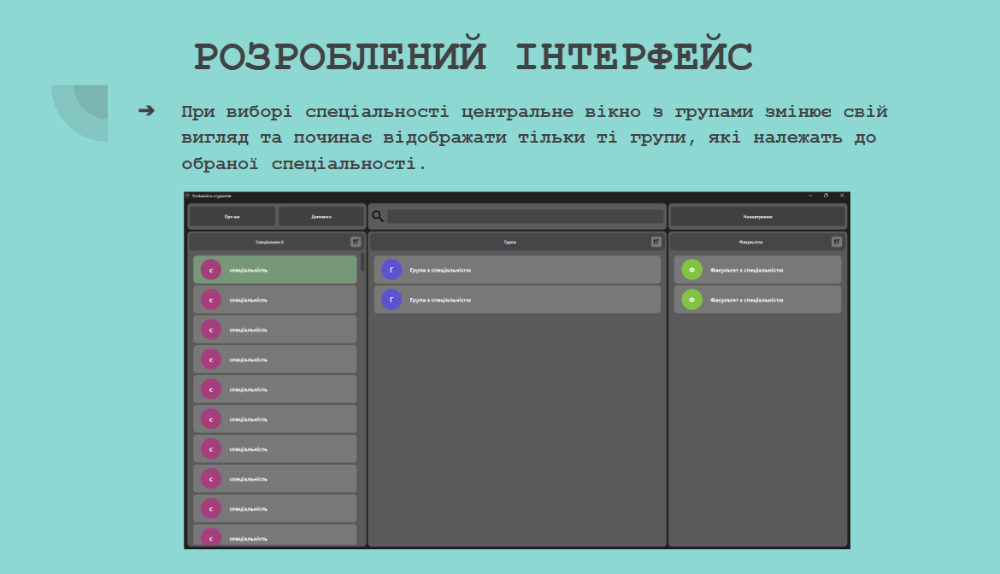 РОЗРОБЛЕНИЙ ІНТЕРФЕЙС
➔ При виборі спеціальності центральне вікно з групами змінює свій
вигляд та починає відображати тільки ті групи, які належать до
обраної спеціальності.
Успішність студентів
Про нас
Допомога
Налаштування
Спеціальності
Групи
Факультети
С спеціальність
С спеціальність
С спеціальність
С спеціальність
С спеціальність
С спеціальність
С спеціальність
С спеціальність
С спеціальність
С спеціальність
Г Група з спеціальністю
Г Група з спеціальністю
Ф Факультет з спеціальністю
Ф Факультет з спеціальністю